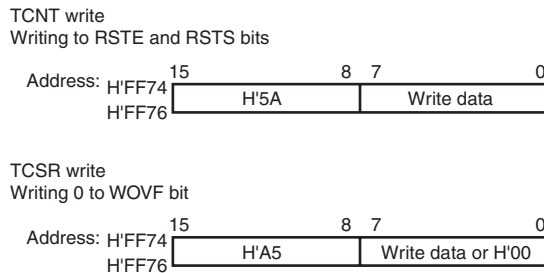 TCNT write
Writing to RSTE and RSTS bits
15 8 7 0
Address: H'FF74
H'5A Write data
H'FF76
TCSR write
Writing 0 to WOVF bit
15 8 7 0
Address: H'FF74
H'A5 Write data or H'00
H'FF76